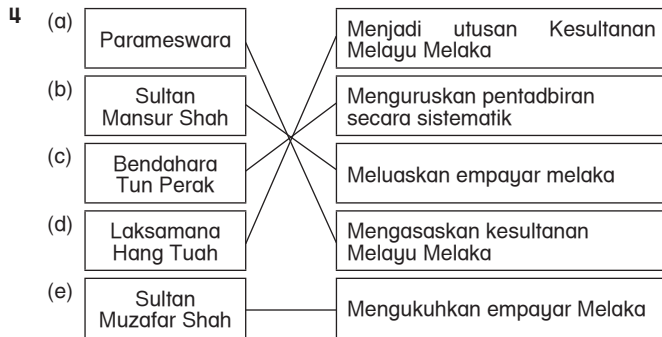 4
(a)
Parameswara
Menjadi utusan Kesultanan
Melayu Melaka
(b)
Sultan
Mansur Shah
Menguruskan pentadbiran
secara sistematik
(c)
Bendahara
Tun Perak
Meluaskan empayar melaka
(d)
Laksamana
Hang Tuah
Mengasaskan kesultanan
Melayu Melaka
(e)
Sultan
Muzafar Shah
Mengukuhkan empayar Melaka